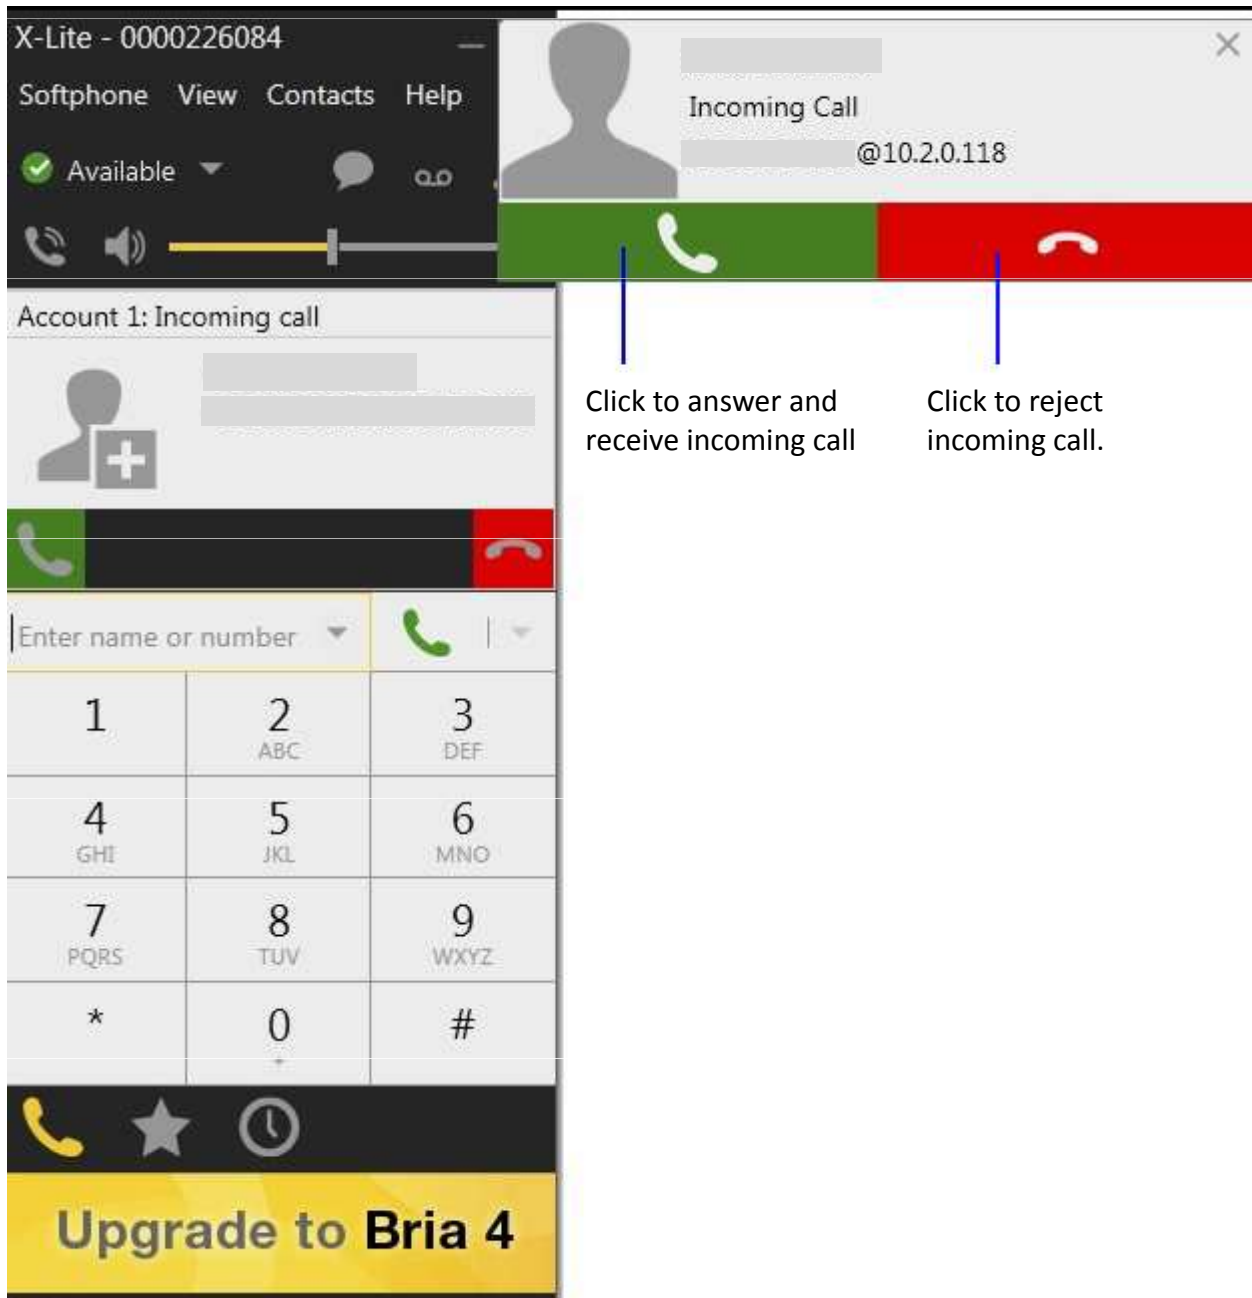 X-Lite - 0000226084
Softphone View Contacts Help
Available
Incoming Call
@10.2.0.118
Account 1: Incoming call
Click to answer and
receive incoming call
Click to reject
incoming call.
Enter name or number
1
2
3
ABC
DEF
4
5
6
GHI
JKL
MNO
7
8
9
PQRS
TUV
WXYZ
*
0
#
+
Upgrade to Bria 4